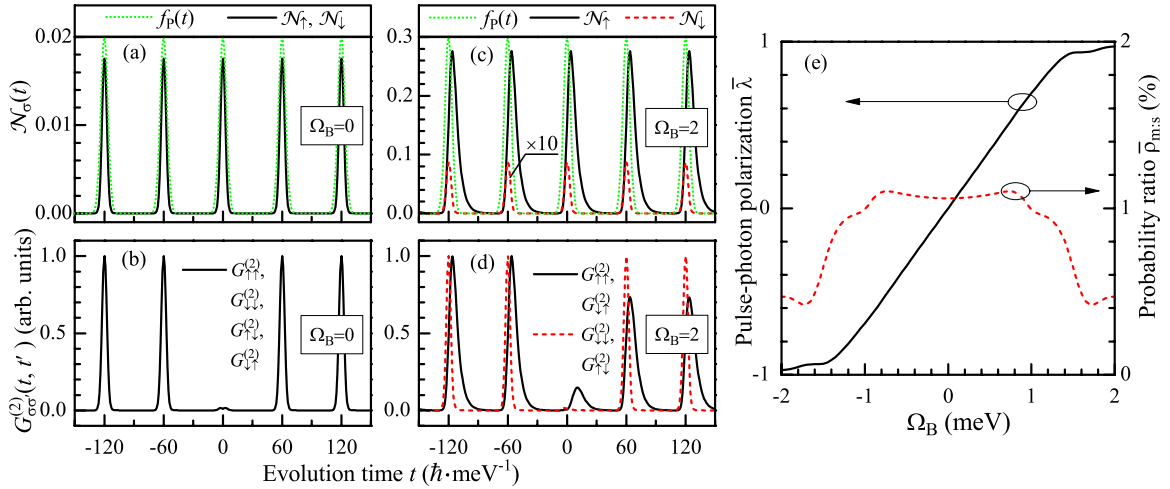 f_P(t) 𝒩↑, 𝒩↓
f_P(t) 𝒩↑ 𝒩↓
𝒩σ(t)
0.02
0.01
0.00
(a)
Ω_B=0
0.3
0.2
0.1
0.0
(c)
Ω_B=2
×10
G^(2)_σσ′(t, t′) (arb. units)
1.0
0.5
0.0
(b)
G^(2)_↑↑,
G^(2)_↓↓,
G^(2)_↑↓,
G^(2)_↓↑
Ω_B=0
-120 -60 0 60 120
1.0
0.5
0.0
(d)
G^(2)_↑↑,
G^(2)_↓↑
G^(2)_↓↓,
G^(2)_↑↓
Ω_B=2
-120 -60 0 60 120
Evolution time t (ℏ·meV⁻¹)
(e)
Pulse-photon polarization λ̄
1
-0
-1
Probability ratio ρ̄_m:s (%)
2
1
0
-2 -1 0 1 2
Ω_B (meV)